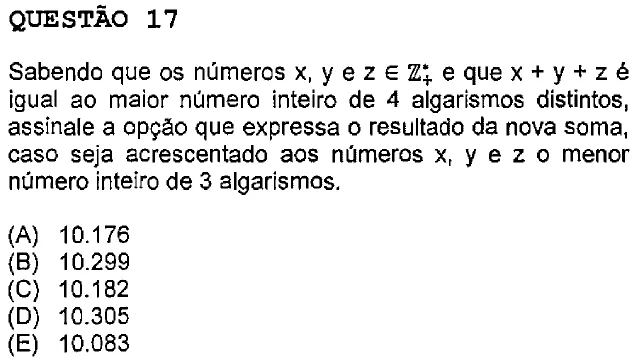 QUESTÃO 17
Sabendo que os números x, y e z ∈ ℤ*₊ e que x + y + z é
igual ao maior número inteiro de 4 algarismos distintos,
assinale a opção que expressa o resultado da nova soma,
caso seja acrescentado aos números x, y e z o menor
número inteiro de 3 algarismos.
(A) 10.176
(B) 10.299
(C) 10.182
(D) 10.305
(E) 10.083